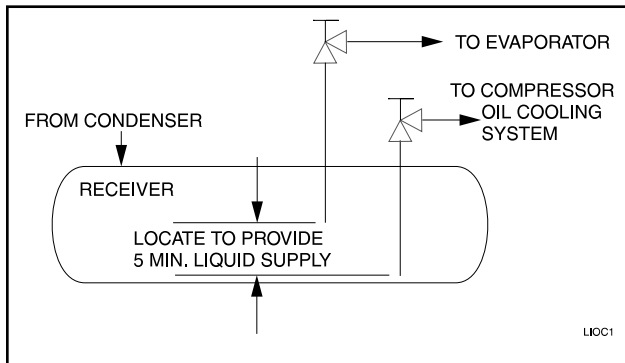 TO EVAPORATOR
TO COMPRESSOR
OIL COOLING
SYSTEM
FROM CONDENSER
RECEIVER
LOCATE TO PROVIDE
5 MIN. LIQUID SUPPLY
LIOC1